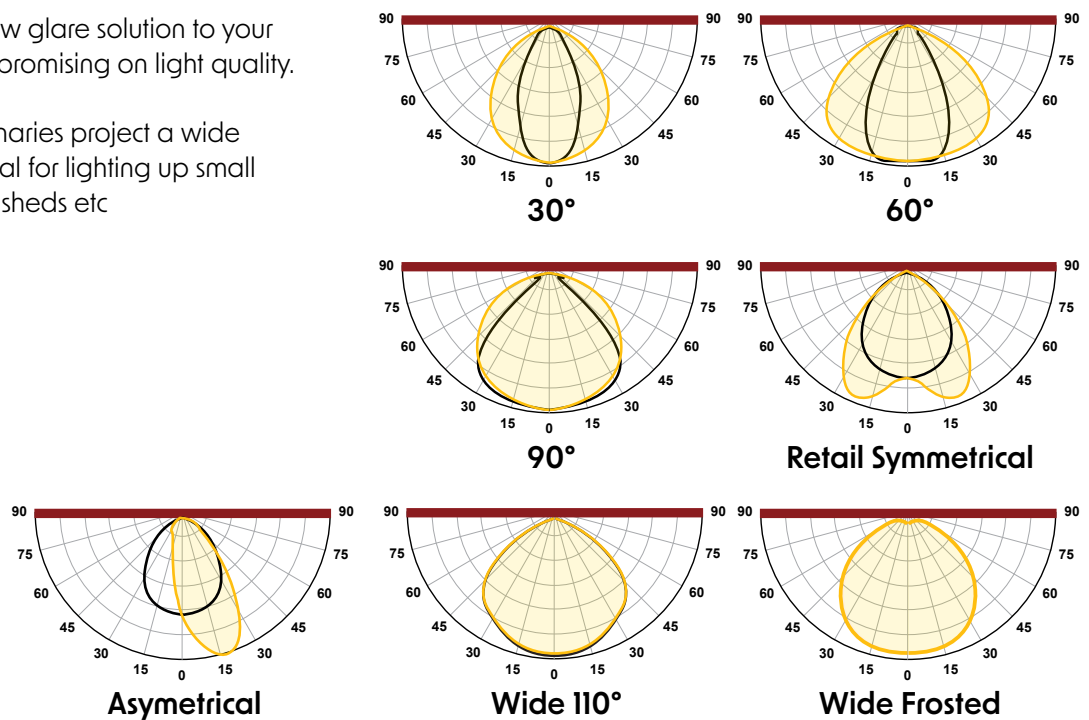 w glare solution to your
promising on light quality.
naries project a wide
al for lighting up small
sheds etc
90 90 90 90
75 75 75 75
60 60 60 60
45 45 45 45
30 30 30 30
15 0 15 15 0 15
30° 60°
90 90 90 90
75 75 75 75
60 60 60 60
45 45 45 45
30 30 30 30
15 0 15 15 0 15
90° Retail Symmetrical
90 90 90 90 90 90
75 75 75 75 75 75
60 60 60 60 60 60
45 45 45 45 45 45
30 30 30 30 30 30
15 0 15 15 0 15 15 0 15
Asymetrical Wide 110° Wide Frosted